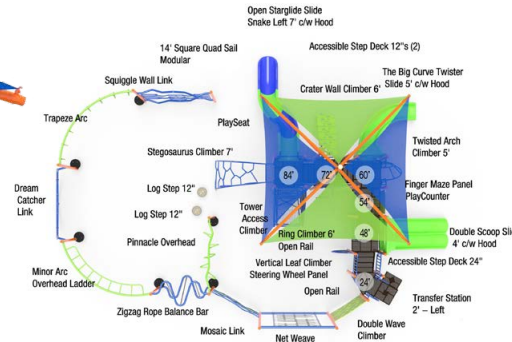 Open Starglide Slide
Snake Left 7' c/w Hood
14' Square Quad Sail
Modular
Accessible Step Deck 12"s (2)
Squiggle Wall Link
Crater Wall Climber 6'
The Big Curve Twister
Slide 5' c/w Hood
Trapeze Arc
PlaySeat
Twisted Arch
Climber 5'
Stegosaurus Climber 7'
84"
72"
60"
Dream
Catcher
Link
Log Step 12"
Finger Maze Panel
PlayCounter
54"
Log Step 12"
Tower
Access
Climber
Ring Climber 6'
Open Rail
48"
Double Scoop Sli
4' c/w Hood
Pinnacle Overhead
Vertical Leaf Climber
Steering Wheel Panel
Accessible Step Deck 24"
Minor Arc
Overhead Ladder
Open Rail
24"
Transfer Station
2' – Left
Zigzag Rope Balance Bar
Mosaic Link
Net Weave
Double Wave
Climber